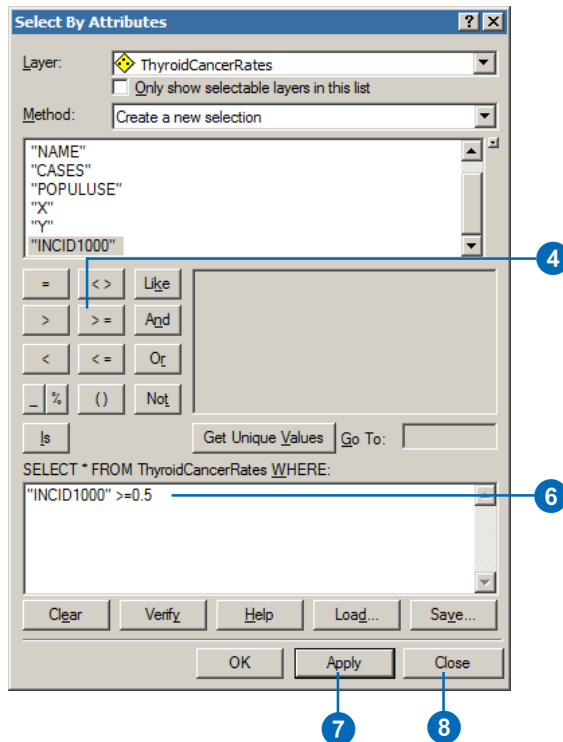 Select By Attributes
Layer: ThyroidCancerRates
Only show selectable layers in this list
Method: Create a new selection
"NAME"
"CASES"
"POPULUSE"
"X"
"Y"
"INCID1000"
4
= < > Like
> > = And
< < = Or
_ % ( ) Not
Is Get Unique Values Go To:
SELECT * FROM ThyroidCancerRates WHERE:
"INCID1000" >=0.5
6
Clear Verify Help Load... Save...
OK Apply Close
7 8